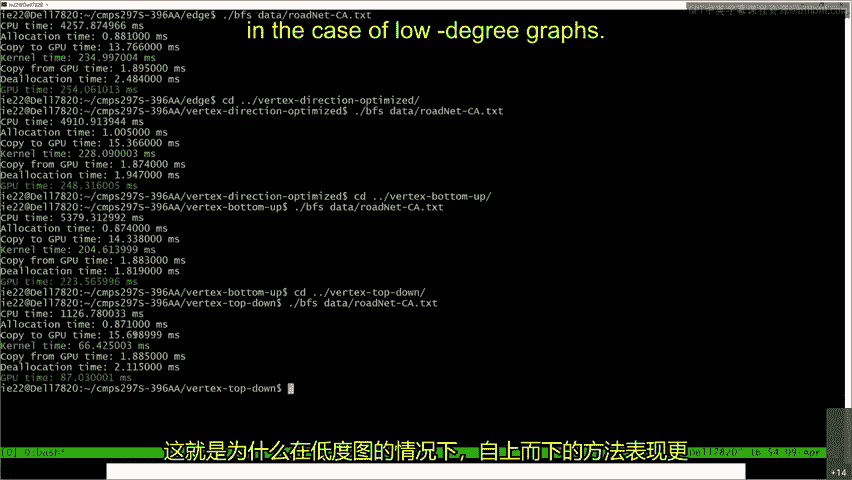 ie22@Dell7820:~/cmps297S-396AA/edge$ ./bfs data/roadNet-CA.txt
CPU time: 4257.874966 ms
Allocation time: 0.881000 ms
Copy to GPU time: 13.766000 ms
Kernel time: 234.997004 ms
Copy from GPU time: 1.895000 ms
Deallocation time: 2.484000 ms
GPU time: 254.061013 ms
in the case of low -degree graphs.
ie22@Dell7820:~/cmps297S-396AA/edge$ cd ../vertex-direction-optimized/
ie22@Dell7820:~/cmps297S-396AA/vertex-direction-optimized$ ./bfs data/roadNet-CA.txt
CPU time: 4910.913944 ms
Allocation time: 1.005000 ms
Copy to GPU time: 15.366000 ms
Kernel time: 228.090003 ms
Copy from GPU time: 1.874000 ms
Deallocation time: 1.947000 ms
GPU time: 248.316005 ms
ie22@Dell7820:~/cmps297S-396AA/vertex-direction-optimized$ cd ../vertex-bottom-up/
ie22@Dell7820:~/cmps297S-396AA/vertex-bottom-up$ ./bfs data/roadNet-CA.txt
CPU time: 5379.312992 ms
Allocation time: 0.874000 ms
Copy to GPU time: 14.338000 ms
Kernel time: 204.613999 ms
Copy from GPU time: 1.883000 ms
Deallocation time: 1.819000 ms
GPU time: 223.565996 ms
ie22@Dell7820:~/cmps297S-396AA/vertex-bottom-up$ cd ../vertex-top-down/
ie22@Dell7820:~/cmps297S-396AA/vertex-top-down$ ./bfs data/roadNet-CA.txt
CPU time: 1126.780033 ms
Allocation time: 0.871000 ms
Copy to GPU time: 15.698999 ms
Kernel time: 66.425003 ms
Copy from GPU time: 1.885000 ms
Deallocation time: 2.115000 ms
GPU time: 87.030001 ms
ie22@Dell7820:~/cmps297S-396AA/vertex-top-down$
这就是为什么在低度图的情况下，自上而下的方法表现更
[0] 0:bash* 16:54 09-Apr
+14